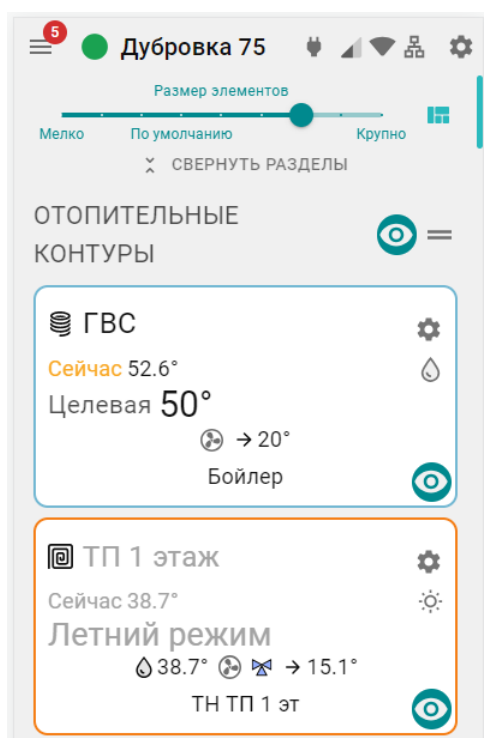 5
Дубровка 75
Размер элементов
Мелко По умолчанию Крупно
СВЕРНУТЬ РАЗДЕЛЫ
ОТОПИТЕЛЬНЫЕ
КОНТУРЫ
ГВС
Сейчас 52.6°
Целевая 50°
→ 20°
Бойлер
ТП 1 этаж
Сейчас 38.7°
Летний режим
38.7° → 15.1°
ТН ТП 1 эт